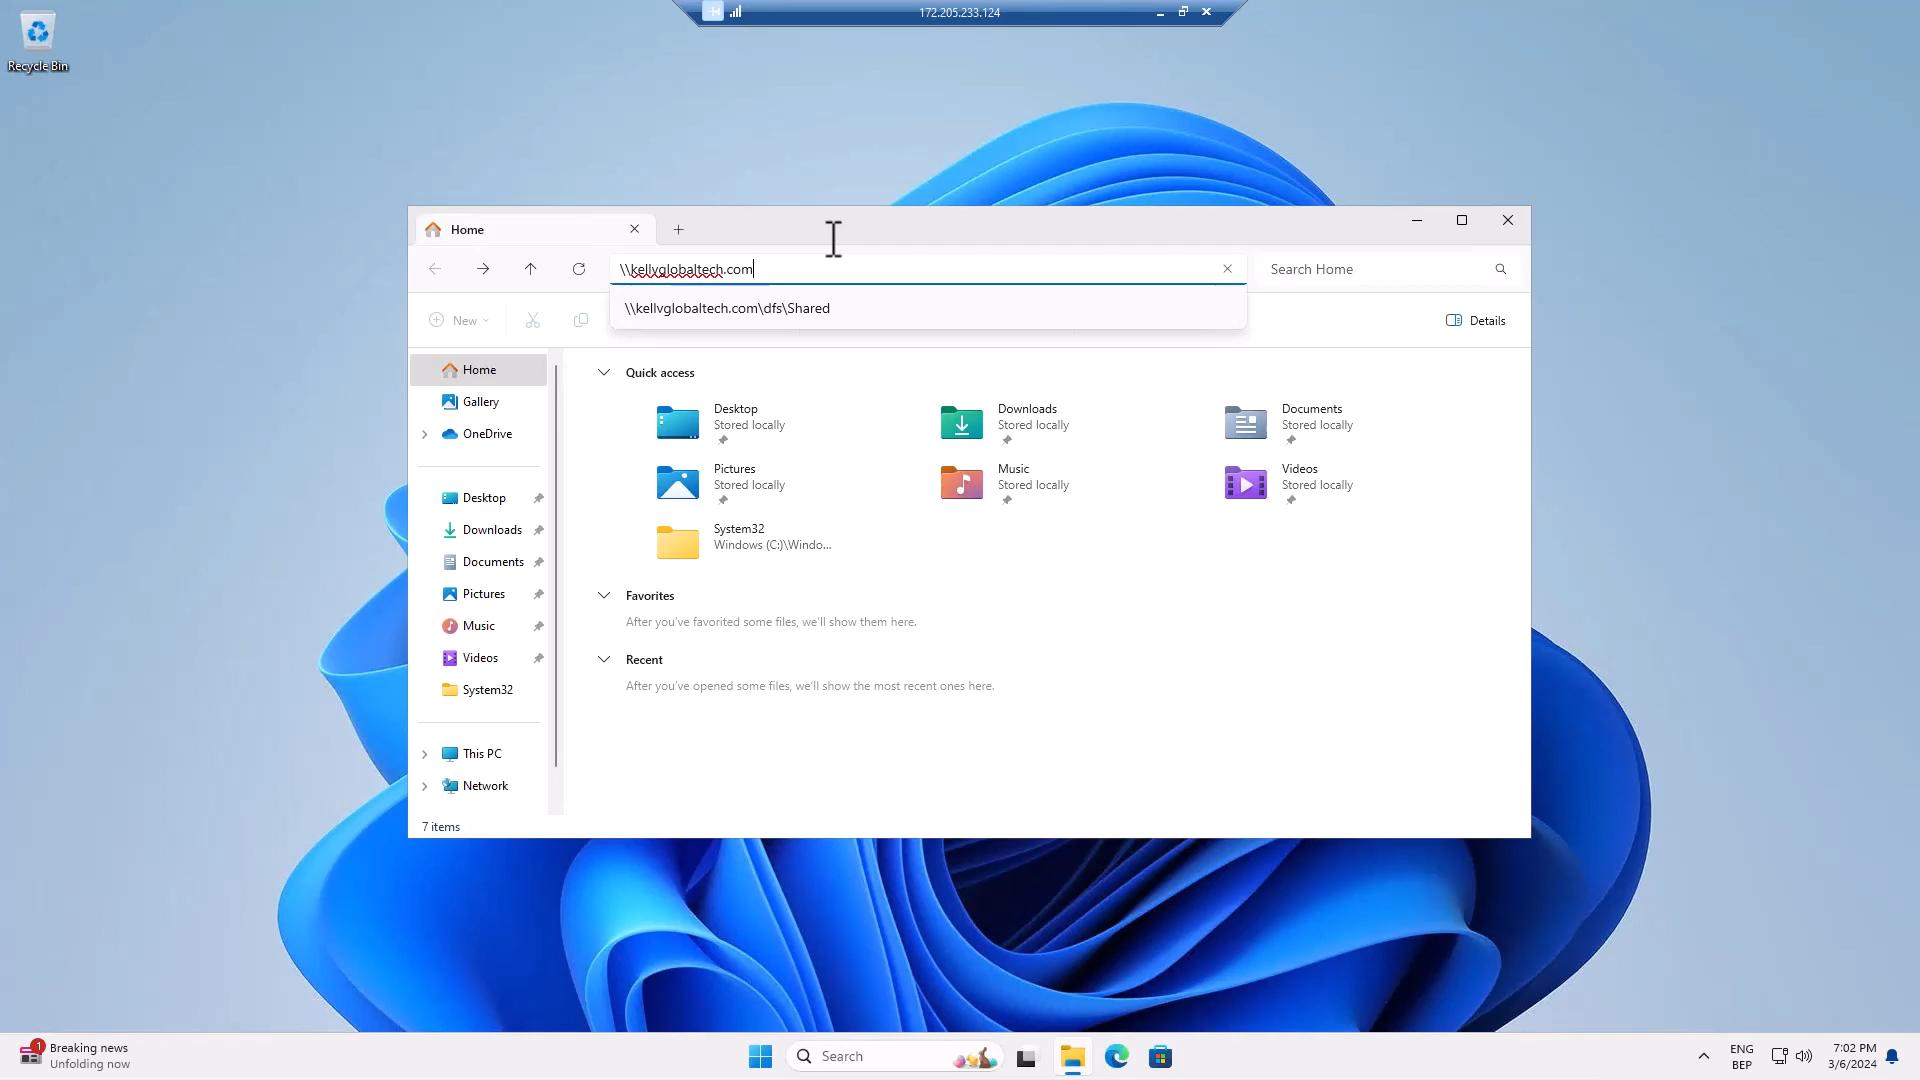 172.205.233.124
Recycle Bin
Home
\\kellyglobaltech.com
Search Home
New
\\kellyglobaltech.com\dfs\Shared
Details
Home
Gallery
OneDrive
Desktop
Downloads
Documents
Pictures
Music
Videos
System32
This PC
Network
Quick access
Desktop
Stored locally
Downloads
Stored locally
Documents
Stored locally
Pictures
Stored locally
Music
Stored locally
Videos
Stored locally
System32
Windows (C:)\Windo...
Favorites
After you've favorited some files, we'll show them here.
Recent
After you've opened some files, we'll show the most recent ones here.
7 items
1
Breaking news
Unfolding now
Search
ENG
BEP
7:02 PM
3/6/2024